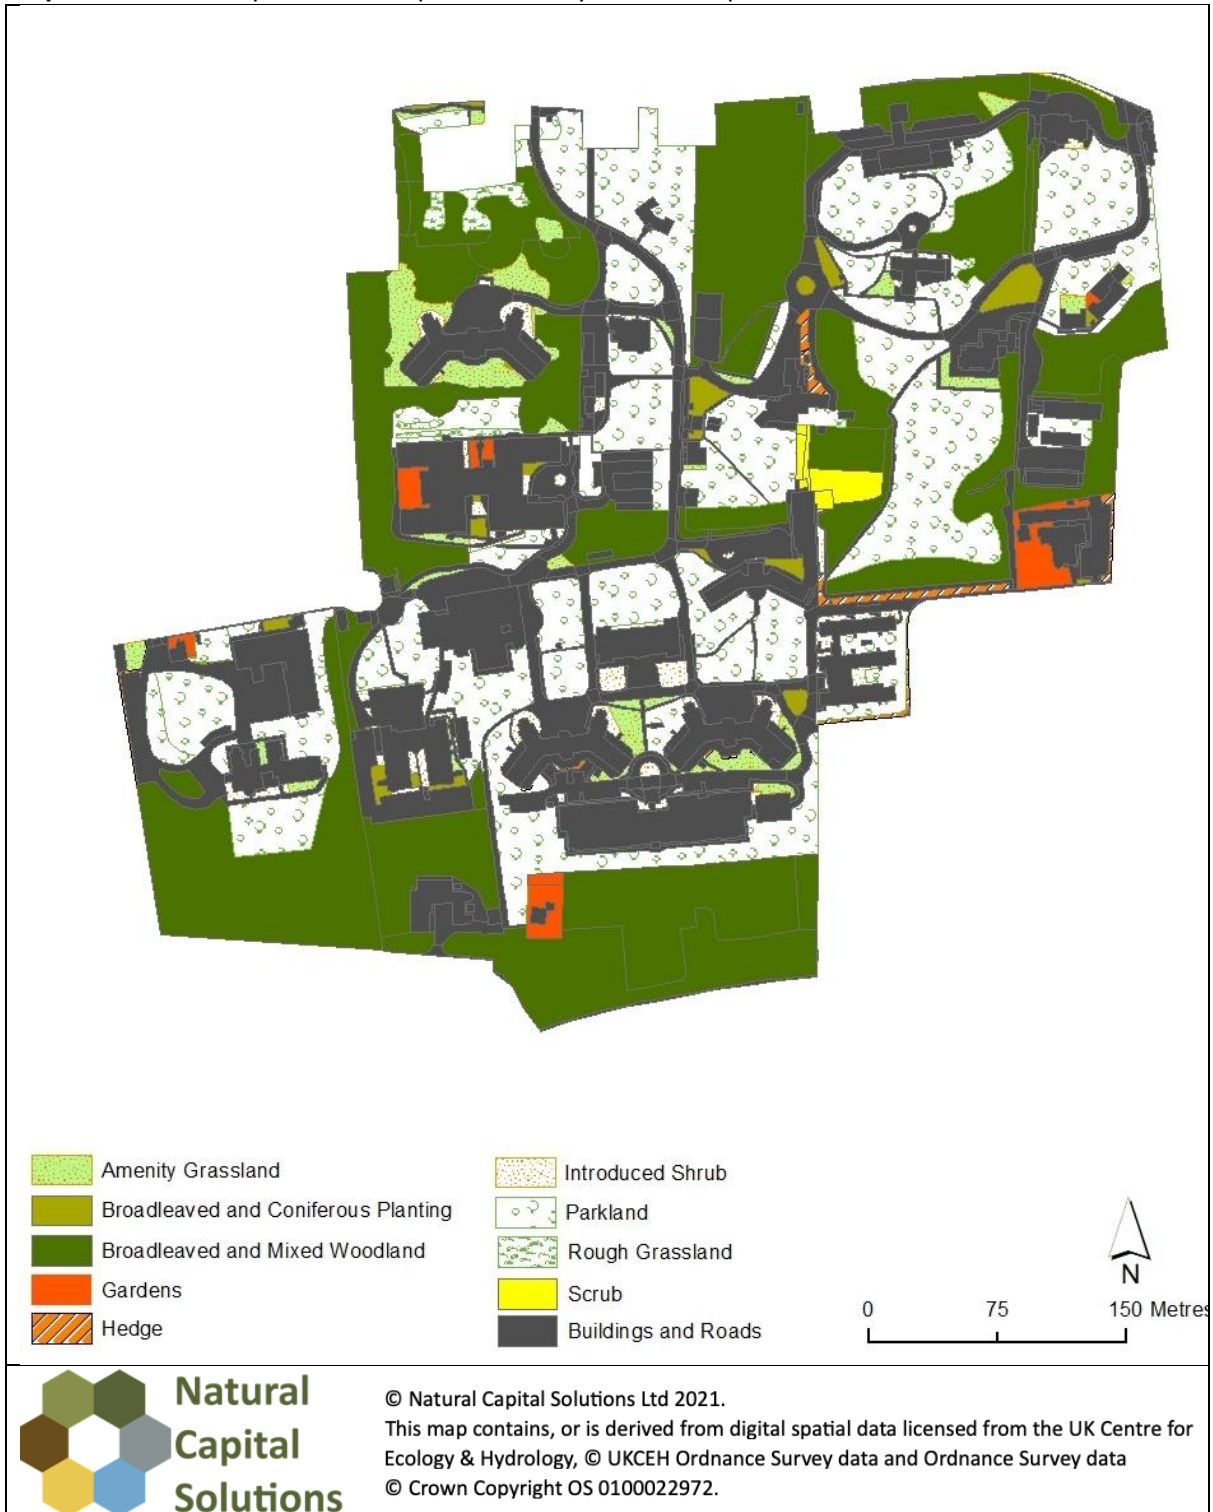 Amenity Grassland
Broadleaved and Coniferous Planting
Broadleaved and Mixed Woodland
Gardens
Hedge
Introduced Shrub
Parkland
Rough Grassland
Scrub
Buildings and Roads
N
0 75 150 Metres
Natural
Capital
Solutions
© Natural Capital Solutions Ltd 2021.
This map contains, or is derived from digital spatial data licensed from the UK Centre for
Ecology & Hydrology, © UKCEH Ordnance Survey data and Ordnance Survey data
© Crown Copyright OS 0100022972.